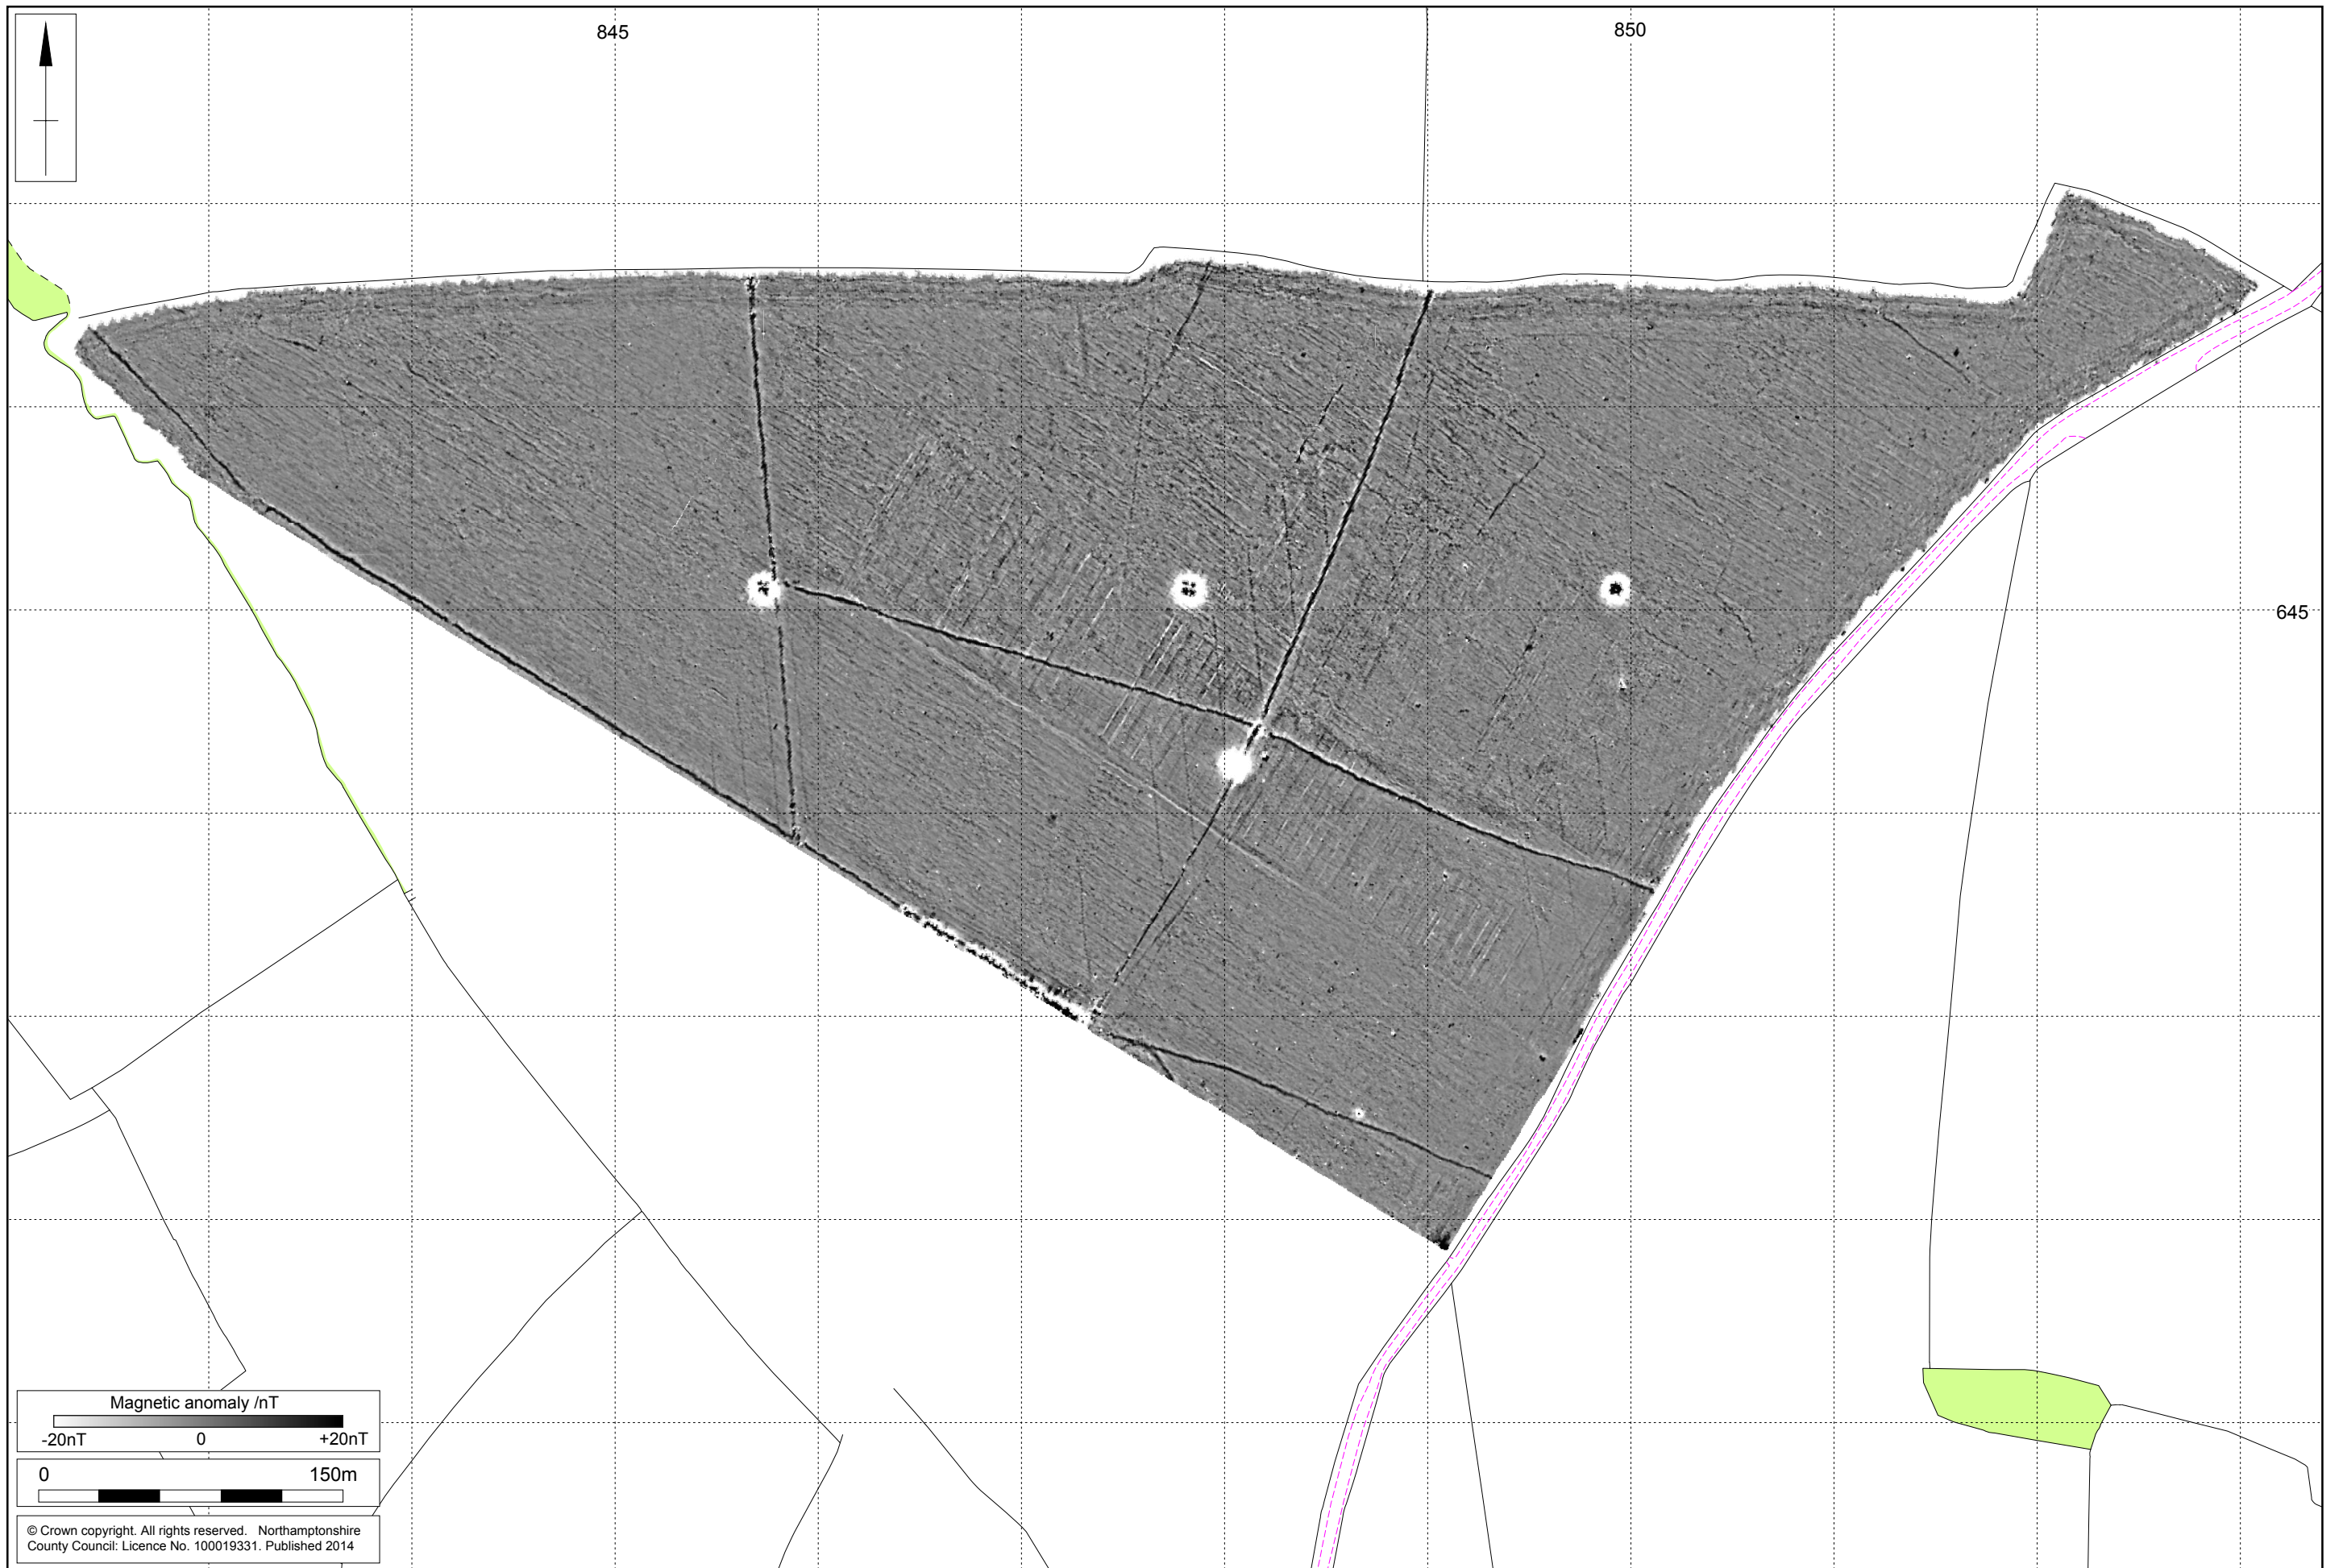 845
850
645
Magnetic anomaly /nT
-20nT 0 +20nT
0 150m
© Crown copyright. All rights reserved. Northamptonshire
County Council: Licence No. 100019331. Published 2014